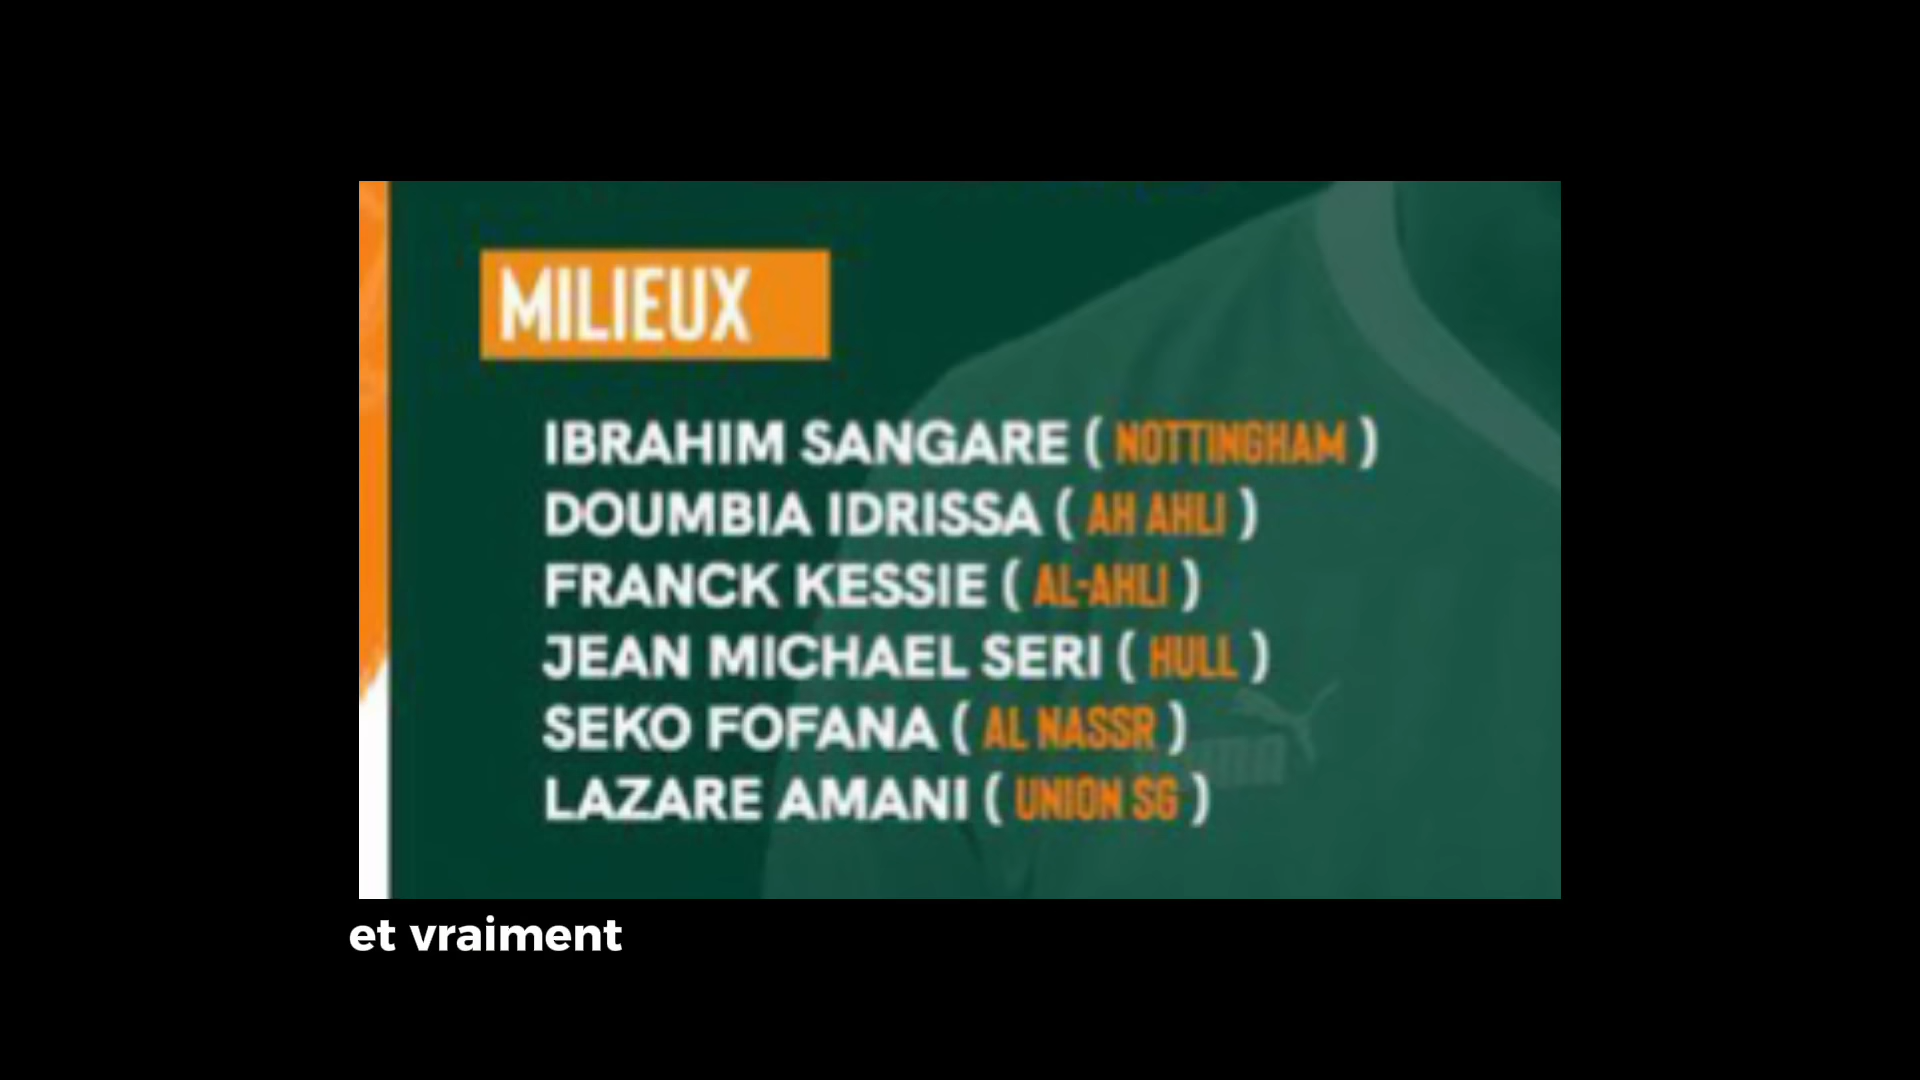 MILIEUX
IBRAHIM SANGARE ( NOTTINGHAM )
DOUMBIA IDRISSA ( AH AHLI )
FRANCK KESSIE ( AL-AHLI )
JEAN MICHAEL SERI ( HULL )
SEKO FOFANA ( AL NASSR )
LAZARE AMANI ( UNION SG )
et vraiment